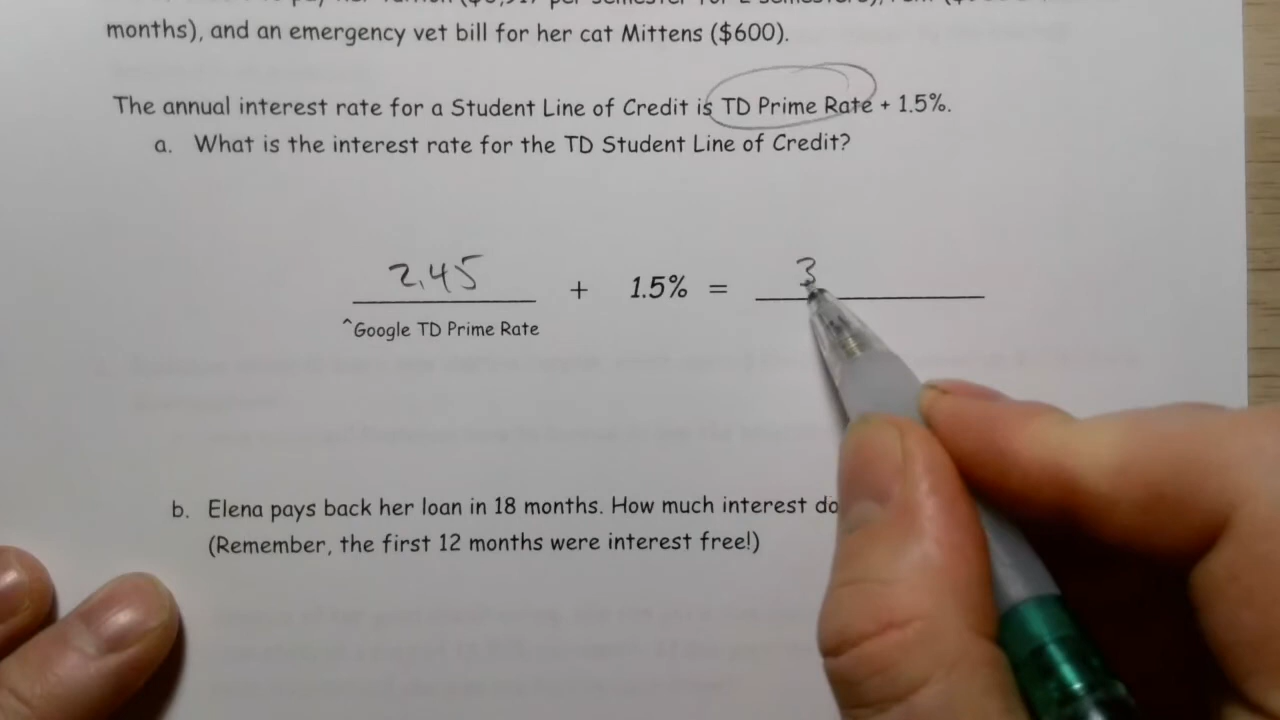 months), and an emergency vet bill for her cat Mittens ($600).
The annual interest rate for a Student Line of Credit is TD Prime Rate + 1.5%.
a. What is the interest rate for the TD Student Line of Credit?
2.45 + 1.5% = 3
^Google TD Prime Rate
b. Elena pays back her loan in 18 months. How much interest
(Remember, the first 12 months were interest free!)